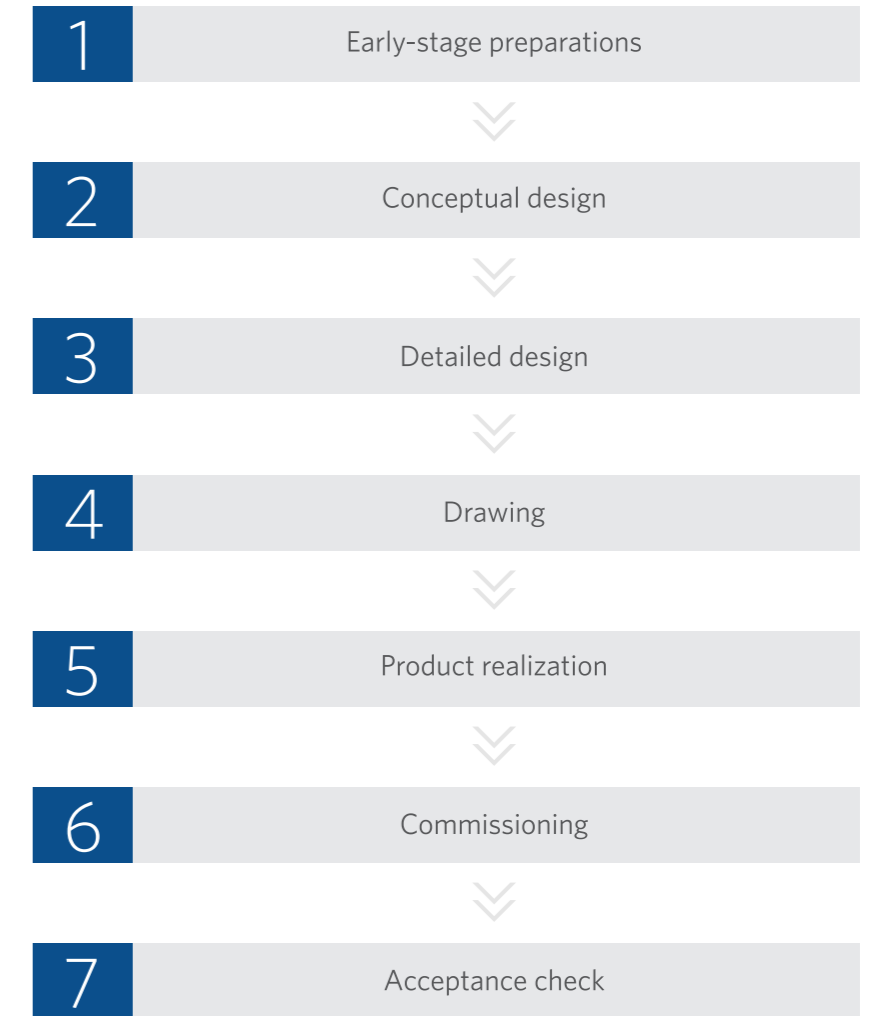 1 Early-stage preparations
2 Conceptual design
3 Detailed design
4 Drawing
5 Product realization
6 Commissioning
7 Acceptance check